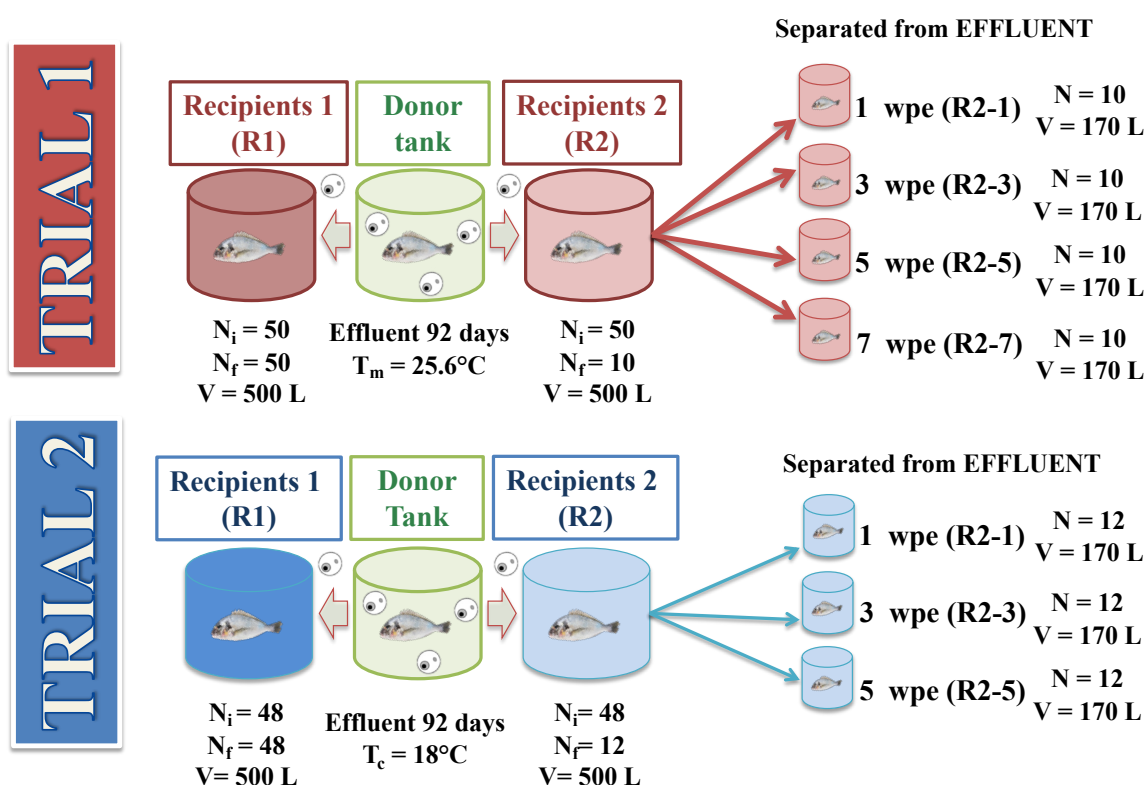 TRIAL 1
Separated from EFFLUENT
Recipients 1
(R1)
Donor
tank
Recipients 2
(R2)
1 wpe (R2-1)
N = 10
V = 170 L
3 wpe (R2-3)
N = 10
V = 170 L
5 wpe (R2-5)
N = 10
V = 170 L
7 wpe (R2-7)
N = 10
V = 170 L
Ni = 50
Nf = 50
V = 500 L
Effluent 92 days
Tm = 25.6°C
Ni = 50
Nf = 10
V = 500 L
TRIAL 2
Separated from EFFLUENT
Recipients 1
(R1)
Donor
Tank
Recipients 2
(R2)
1 wpe (R2-1)
N = 12
V = 170 L
3 wpe (R2-3)
N = 12
V = 170 L
5 wpe (R2-5)
N = 12
V = 170 L
Ni = 48
Nf = 48
V= 500 L
Effluent 92 days
Tc = 18°C
Ni= 48
Nf = 12
V= 500 L